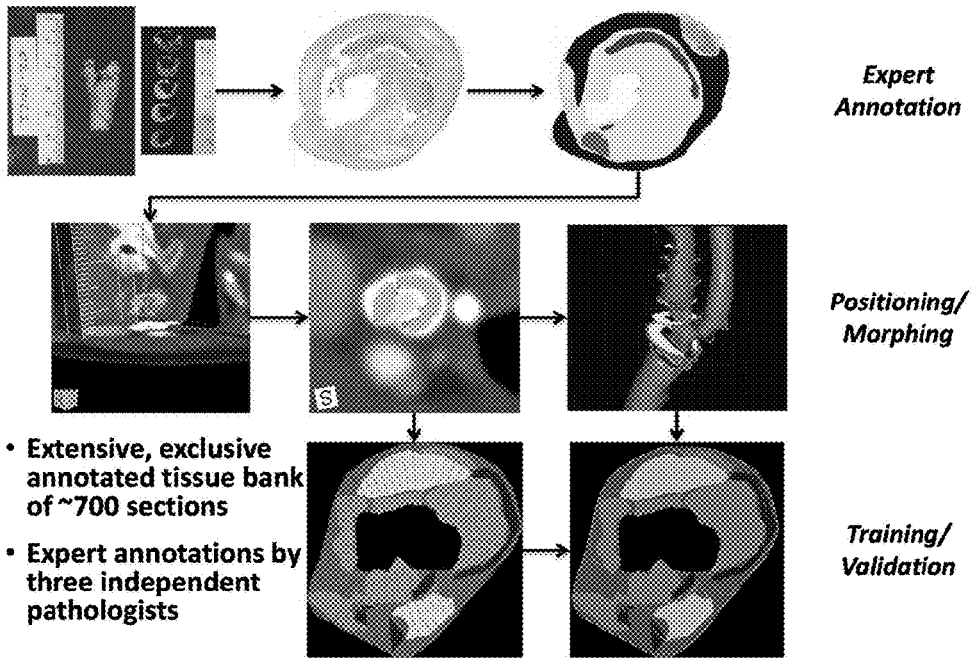 Expert
Annotation
Positioning/
Morphing
S
• Extensive, exclusive
annotated tissue bank
of ~700 sections
• Expert annotations by
three independent
pathologists
Training/
Validation